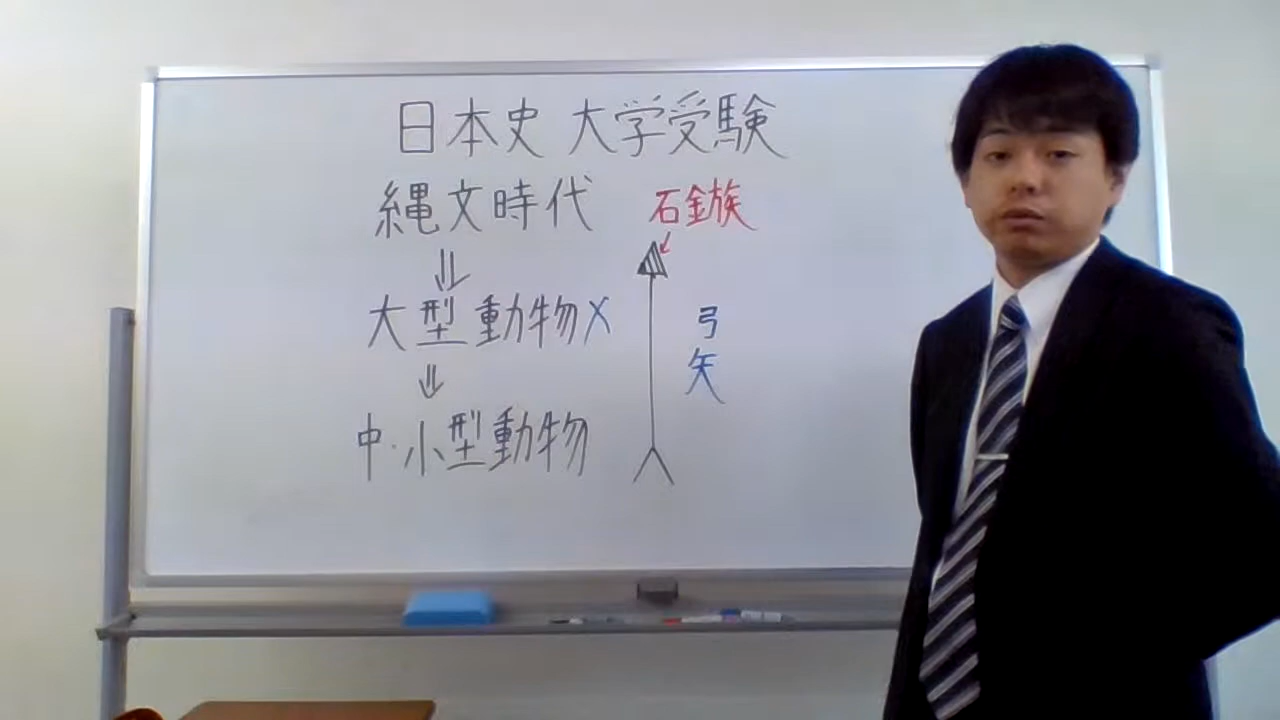 日本史 大学受験
縄文時代
石鏃
⇓
大型動物X
弓矢
⇓
中・小型動物